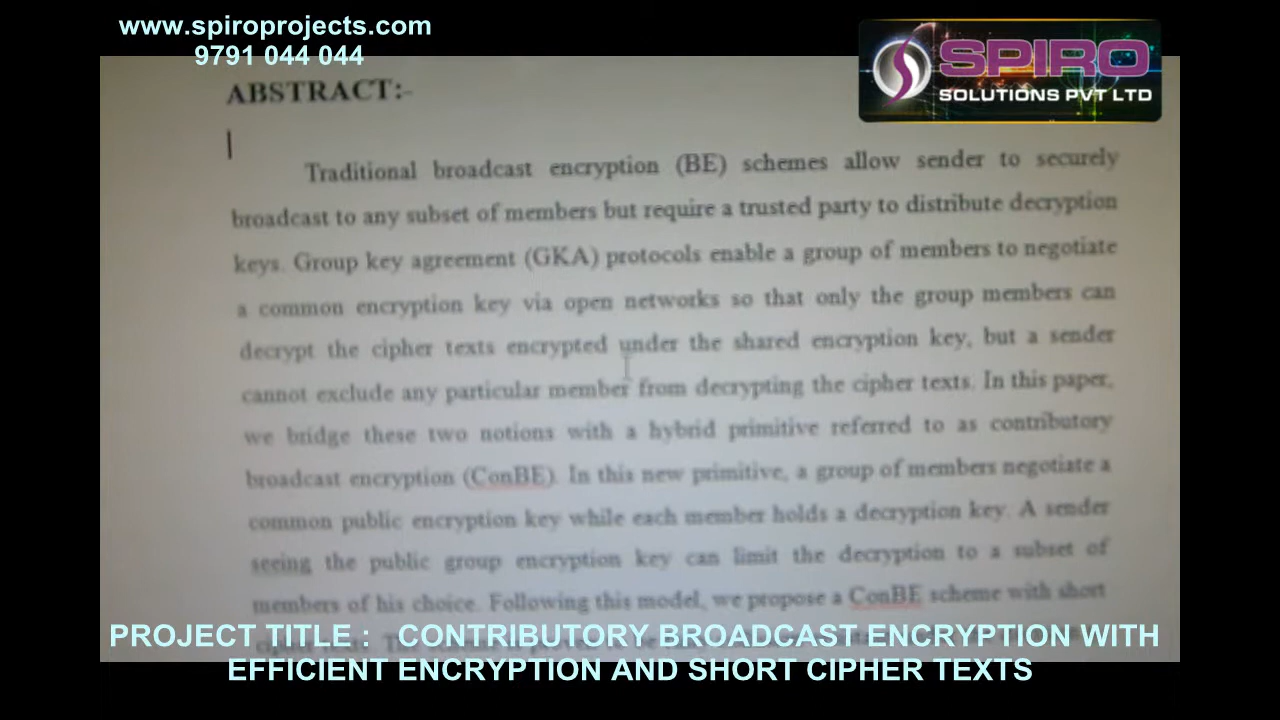 www.spiroprojects.com
9791 044 044
SPIRO
SOLUTIONS PVT LTD
ABSTRACT:-
Traditional broadcast encryption (BE) schemes allow sender to securely
broadcast to any subset of members but require a trusted party to distribute decryption
keys. Group key agreement (GKA) protocols enable a group of members to negotiate
a common encryption key via open networks so that only the group members can
decrypt the cipher texts encrypted under the shared encryption key, but a sender
cannot exclude any particular member from decrypting the cipher texts. In this paper,
we bridge these two notions with a hybrid primitive referred to as contributory
broadcast encryption (ConBE). In this new primitive, a group of members negotiate a
common public encryption key while each member holds a decryption key. A sender
seeing the public group encryption key can limit the decryption to a subset of
members of his choice. Following this model, we propose a ConBE scheme with short
PROJECT TITLE : CONTRIBUTORY BROADCAST ENCRYPTION WITH
EFFICIENT ENCRYPTION AND SHORT CIPHER TEXTS